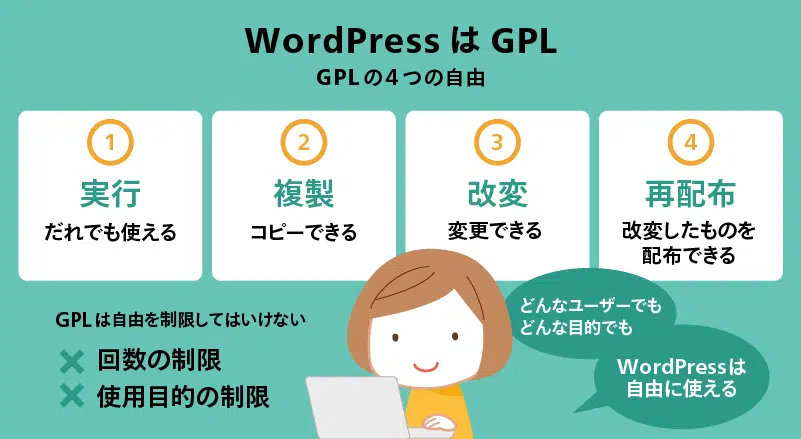 WordPress は GPL
GPL の４つの自由
1
実行
だれでも使える
2
複製
コピーできる
3
改変
変更できる
4
再配布
改変したものを
配布できる
GPL は自由を制限してはいけない
× 回数の制限
× 使用目的の制限
どんなユーザーでも
どんな目的でも
WordPressは
自由に使える